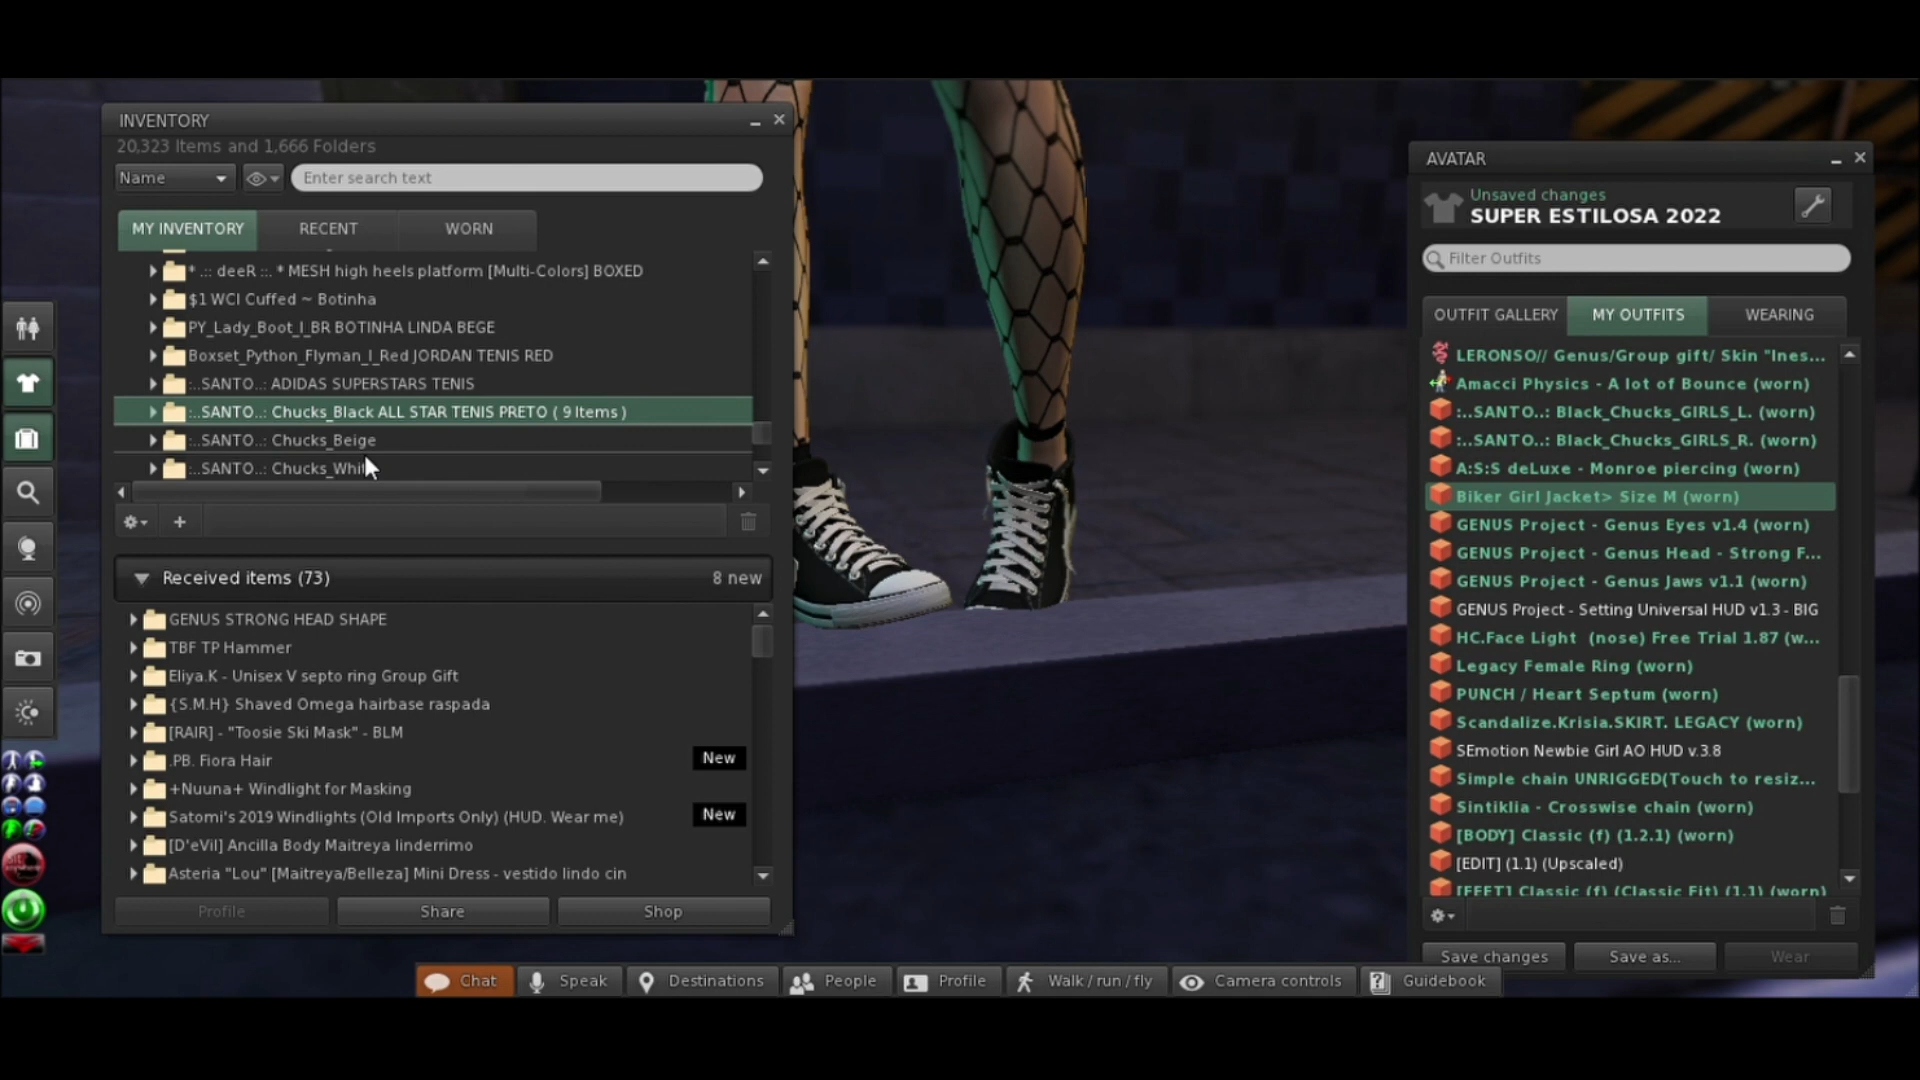 INVENTORY
20,323 Items and 1,666 Folders
Name
Enter search text
MY INVENTORY
RECENT
WORN
* .:: deeR ::. * MESH high heels platform [Multi-Colors] BOXED
$1 WCI Cuffed ~ Botinha
PY_Lady_Boot_I_BR BOTINHA LINDA BEGE
Boxset_Python_Flyman_I_Red JORDAN TENIS RED
:..SANTO..: ADIDAS SUPERSTARS TENIS
:..SANTO..: Chucks_Black ALL STAR TENIS PRETO ( 9 Items )
:..SANTO..: Chucks_Beige
:..SANTO..: Chucks_Whit
Received items (73)
8 new
GENUS STRONG HEAD SHAPE
TBF TP Hammer
Eliya.K - Unisex V septo ring Group Gift
{S.M.H} Shaved Omega hairbase raspada
[RAIR] - "Toosie Ski Mask" - BLM
.PB. Fiora Hair
New
+Nuuna+ Windlight for Masking
Satomi's 2019 Windlights (Old Imports Only) (HUD. Wear me)
New
[D'eVil] Ancilla Body Maitreya linderrimo
Asteria "Lou" [Maitreya/Belleza] Mini Dress - vestido lindo cin
Profile
Share
Shop
AVATAR
Unsaved changes
SUPER ESTILOSA 2022
Filter Outfits
OUTFIT GALLERY
MY OUTFITS
WEARING
LERONSO// Genus/Group gift/ Skin "Ines...
Amacci Physics - A lot of Bounce (worn)
:..SANTO..: Black_Chucks_GIRLS_L. (worn)
:..SANTO..: Black_Chucks_GIRLS_R. (worn)
A:S:S deLuxe - Monroe piercing (worn)
Biker Girl Jacket> Size M (worn)
GENUS Project - Genus Eyes v1.4 (worn)
GENUS Project - Genus Head - Strong F...
GENUS Project - Genus Jaws v1.1 (worn)
GENUS Project - Setting Universal HUD v1.3 - BIG
HC.Face Light (nose) Free Trial 1.87 (w...
Legacy Female Ring (worn)
PUNCH / Heart Septum (worn)
Scandalize.Krisia.SKIRT. LEGACY (worn)
SEmotion Newbie Girl AO HUD v.3.8
Simple chain UNRIGGED(Touch to resiz...
Sintiklia - Crosswise chain (worn)
[BODY] Classic (f) (1.2.1) (worn)
[EDIT] (1.1) (Upscaled)
[FEET] Classic (f) (Classic Fit) (1.1) (worn)
Save changes
Save as...
Wear
Chat
Speak
Destinations
People
Profile
Walk / run / fly
Camera controls
Guidebook